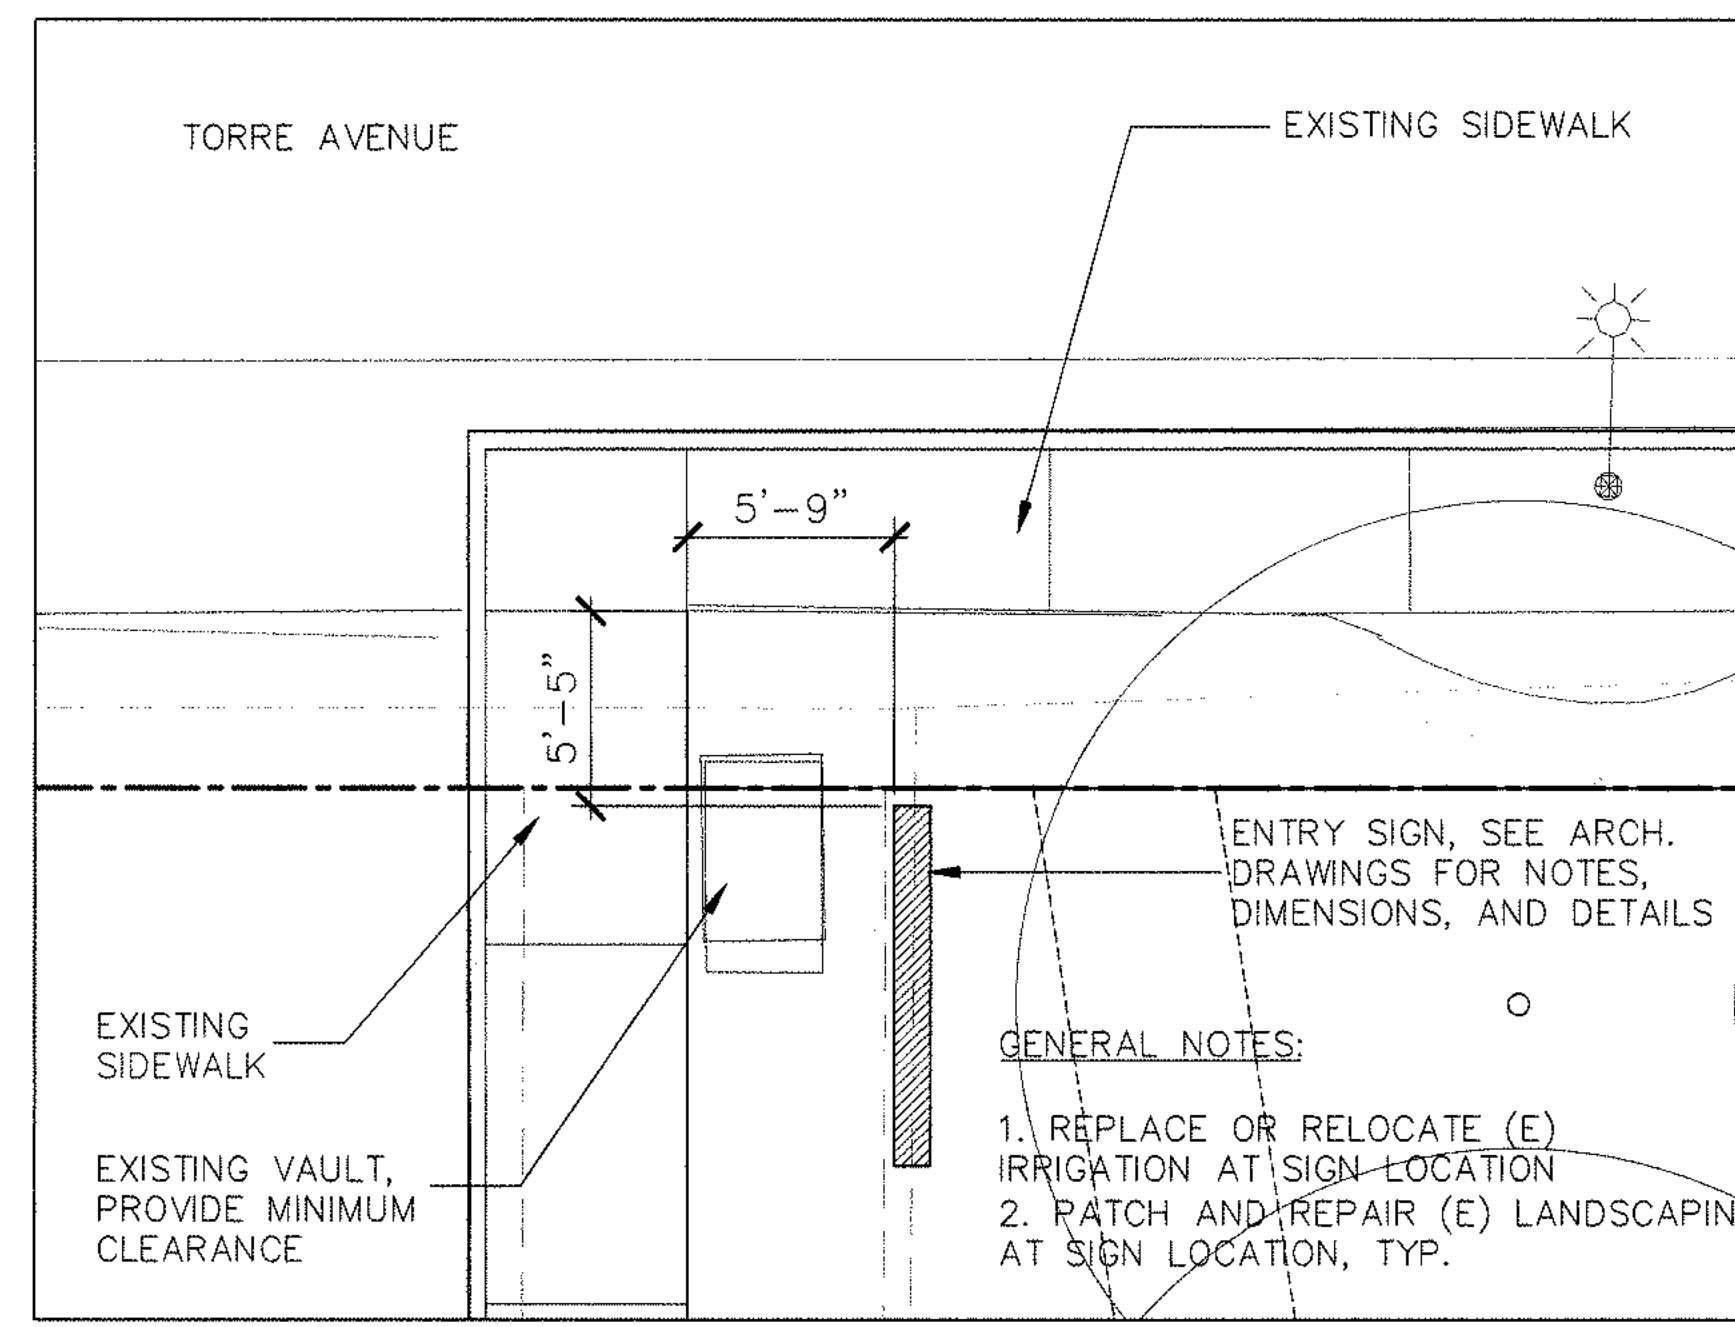 TORRE AVENUE
EXISTING SIDEWALK
5'-9"
5'-5"
ENTRY SIGN, SEE ARCH.
DRAWINGS FOR NOTES,
DIMENSIONS, AND DETAILS
EXISTING
SIDEWALK
EXISTING VAULT,
PROVIDE MINIMUM
CLEARANCE
GENERAL NOTES:
1. REPLACE OR RELOCATE (E)
IRRIGATION AT SIGN LOCATION
2. PATCH AND REPAIR (E) LANDSCAPIN
AT SIGN LOCATION, TYP.